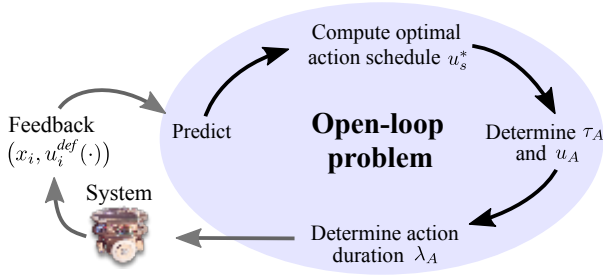 Compute optimal
action schedule u_s^*
Feedback
(x_i, u_i^{def}(·))
Predict
Open-loop
problem
Determine τ_A
and u_A
System
Determine action
duration λ_A